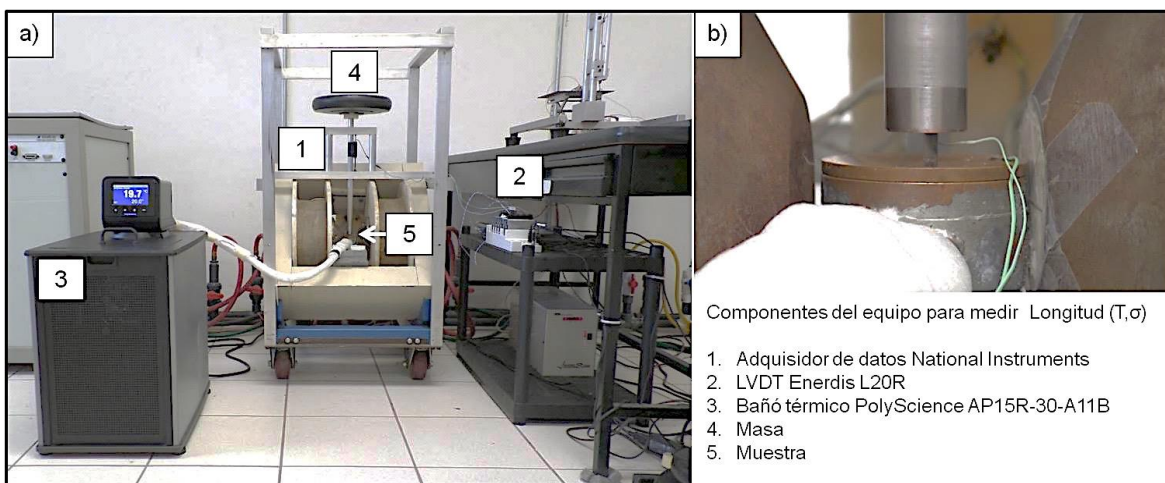 a)
4
1
2
19.7
5
3
b)
Componentes del equipo para medir Longitud (T,σ)
1. Adquisidor de datos National Instruments
2. LVDT Enerdis L20R
3. Bañó térmico PolyScience AP15R-30-A11B
4. Masa
5. Muestra